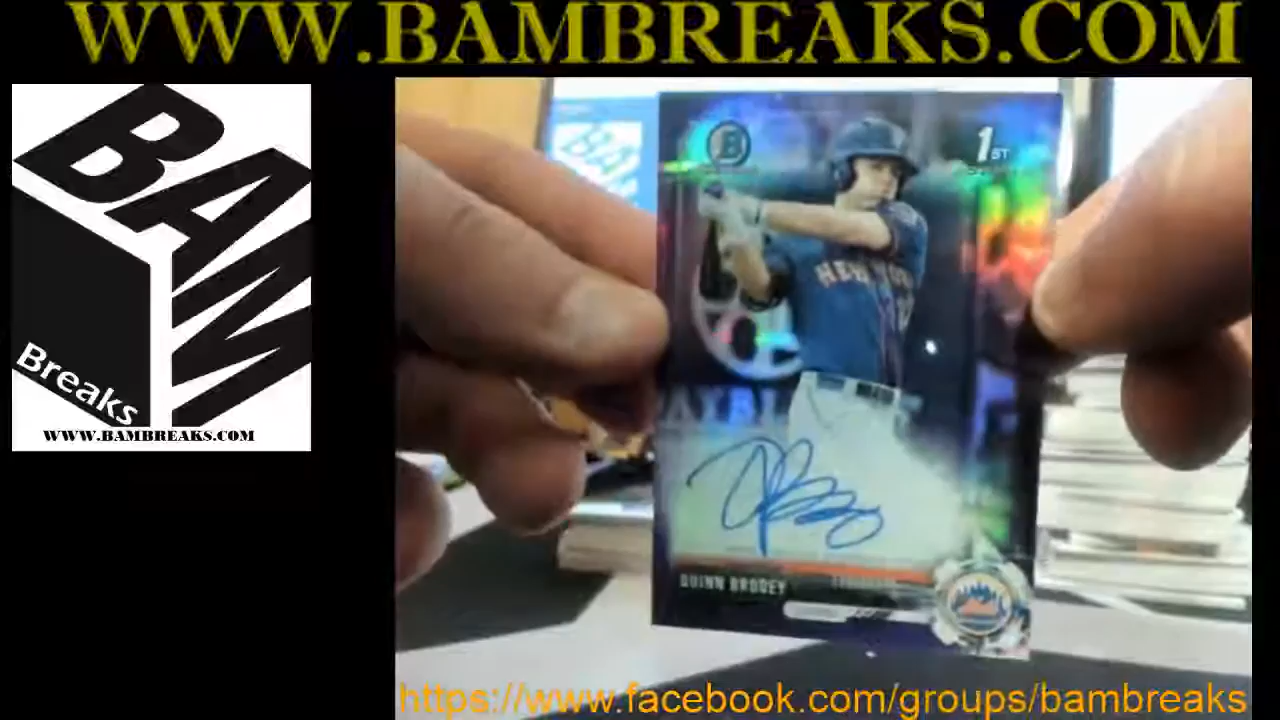 WWW.BAMBREAKS.COM
BAM
Breaks
WWW.BAMBREAKS.COM
BAM
B
1ST
NEW YORK
QUINN BRODEY
https://www.facebook.com/groups/bambreaks